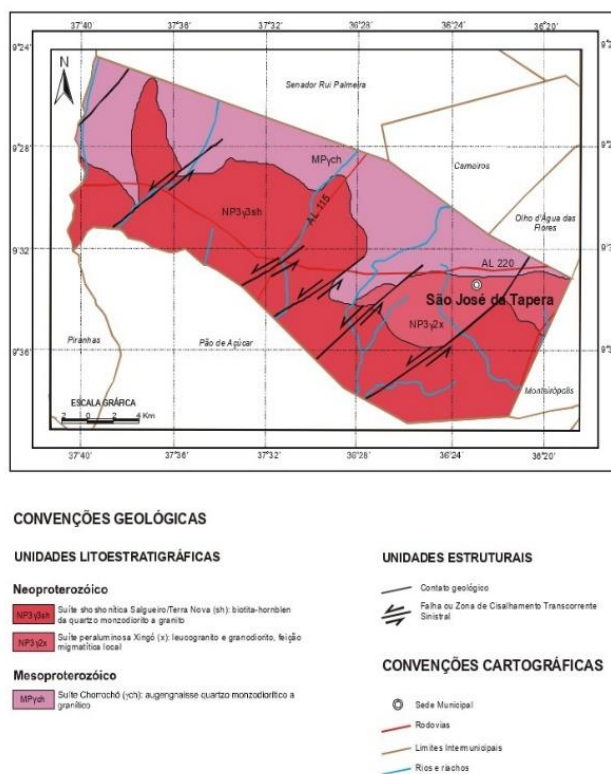 37°40' 37°36' 37°32' 36°28' 36°24' 36°20'
9°24'
N
Senador Rui Palmeira
9°28'
MPγch
Carneiros
NP3γ3sh
AL 115
Olho d'Água das
Flores
9°32'
AL 220
São José da Tapera
NP3γ2x
Piranhas
Pão de Açúcar
9°36'
Monteirópolis
ESCALA GRÁFICA
2 0 2 4 Km
37°40' 37°36' 37°32' 36°28' 36°24' 36°20'
CONVENÇÕES GEOLÓGICAS
UNIDADES LITOESTRATIGRÁFICAS
Neoproterozóico
NP3γ3sh Suíte shoshonítica Salgueiro/Terra Nova (sh): biotita-hornblen
da quartzo monzodiorito a granito
NP3γ2x Suíte peraluminosa Xingó (x): leucogranito e granodiorito, feição
migmatítica local
Mesoproterozóico
MPγch Suíte Chorrochó (γch): augengnaisse quartzo monzodiorítico a
granítico
UNIDADES ESTRUTURAIS
Contato geológico
Falha ou Zona de Cisalhamento Transcorrente
Sinistral
CONVENÇÕES CARTOGRÁFICAS
Sede Municipal
Rodovias
Limites Intermunicipais
Rios e riachos